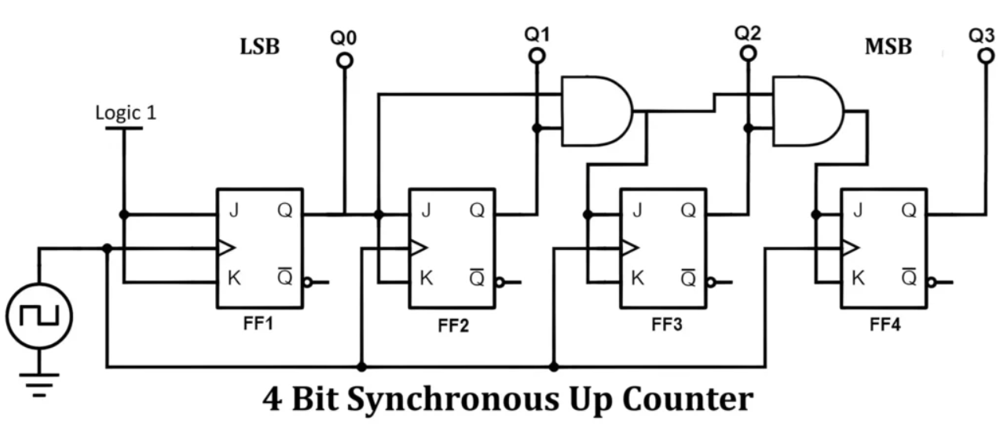 LSB Q0 Q1 Q2 MSB Q3
Logic 1
J Q J Q J Q J Q
K Q̅ K Q̅ K Q̅ K Q̅
FF1 FF2 FF3 FF4
4 Bit Synchronous Up Counter